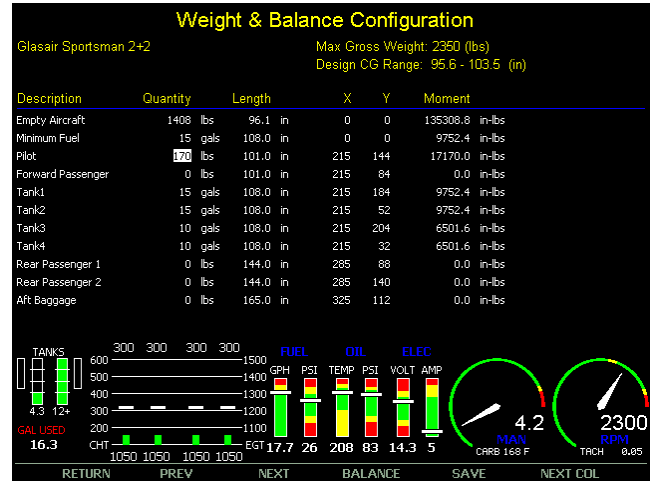 Weight & Balance Configuration
Glasair Sportsman 2+2 Max Gross Weight: 2350 (lbs)
Design CG Range: 95.6 - 103.5 (in)
Description Quantity Length X Y Moment
Empty Aircraft 1408 lbs 96.1 in 0 0 135308.8 in-lbs
Minimum Fuel 15 gals 108.0 in 0 0 9752.4 in-lbs
Pilot 170 lbs 101.0 in 215 144 17170.0 in-lbs
Forward Passenger 0 lbs 101.0 in 215 84 0.0 in-lbs
Tank1 15 gals 108.0 in 215 184 9752.4 in-lbs
Tank2 15 gals 108.0 in 215 52 9752.4 in-lbs
Tank3 10 gals 108.0 in 215 204 6501.6 in-lbs
Tank4 10 gals 108.0 in 215 32 6501.6 in-lbs
Rear Passenger 1 0 lbs 144.0 in 285 88 0.0 in-lbs
Rear Passenger 2 0 lbs 144.0 in 285 140 0.0 in-lbs
Aft Baggage 0 lbs 165.0 in 325 112 0.0 in-lbs
TANKS
4.3 12+
GAL USED
16.3
300 300 300 300
600 1500
500 1400
400 1300
300 1200
200 1100
CHT EGT
1050 1050 1050 1050
FUEL OIL ELEC
GPH PSI TEMP PSI VOLT AMP
17.7 26 208 83 14.3 5
4.2
MAN
CARB 168 F
2300
RPM
TACH 0.05
RETURN PREV NEXT BALANCE SAVE NEXT COL